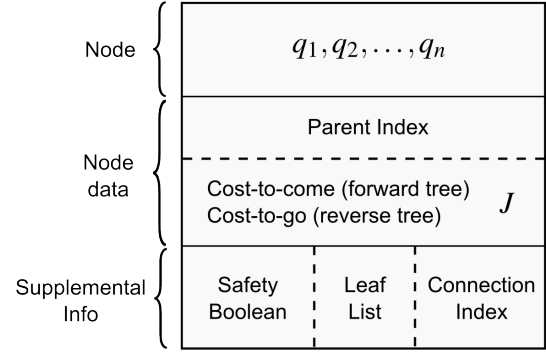 Node
q₁, q₂, ..., qₙ
Node
data
Parent Index
Cost-to-come (forward tree)
Cost-to-go (reverse tree)
J
Supplemental
Info
Safety
Boolean
Leaf
List
Connection
Index